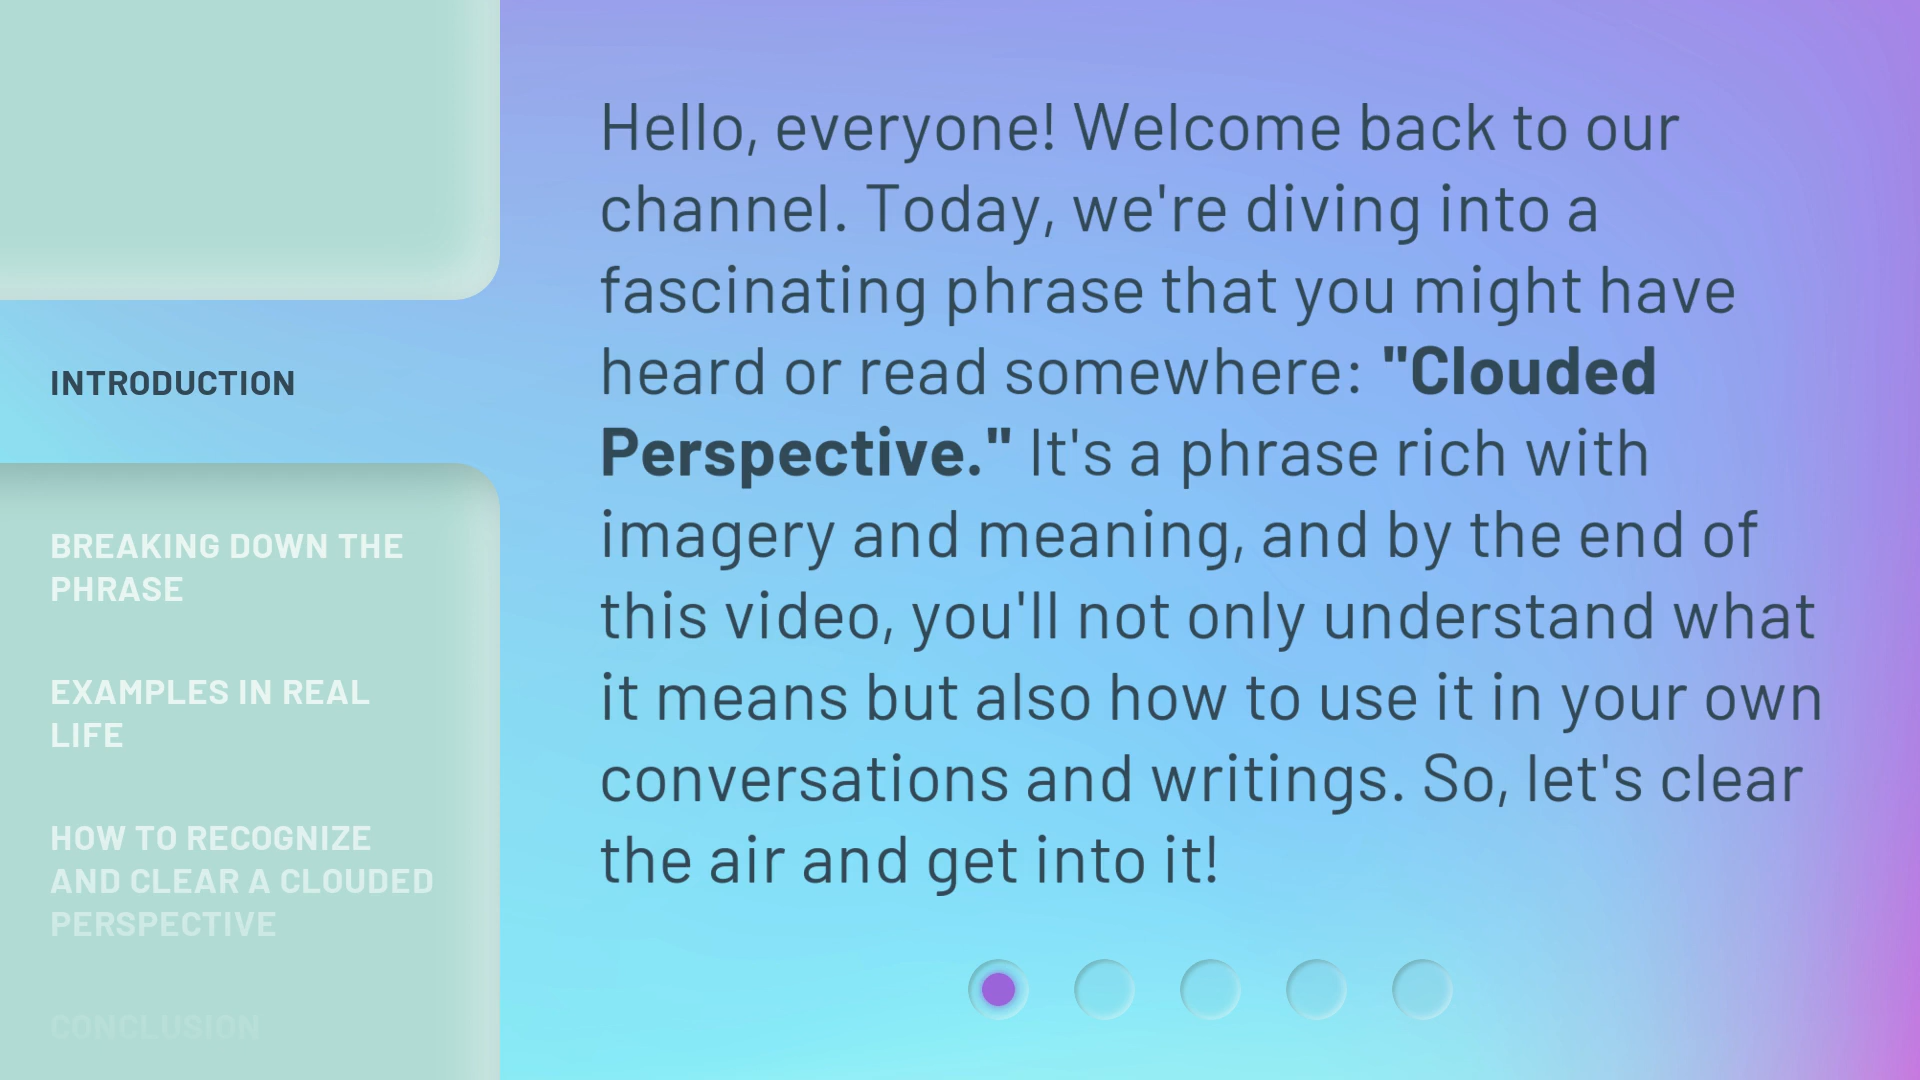 INTRODUCTION
BREAKING DOWN THE
PHRASE
EXAMPLES IN REAL
LIFE
HOW TO RECOGNIZE
AND CLEAR A CLOUDED
PERSPECTIVE
CONCLUSION
Hello, everyone! Welcome back to our
channel. Today, we're diving into a
fascinating phrase that you might have
heard or read somewhere: "Clouded
Perspective." It's a phrase rich with
imagery and meaning, and by the end of
this video, you'll not only understand what
it means but also how to use it in your own
conversations and writings. So, let's clear
the air and get into it!